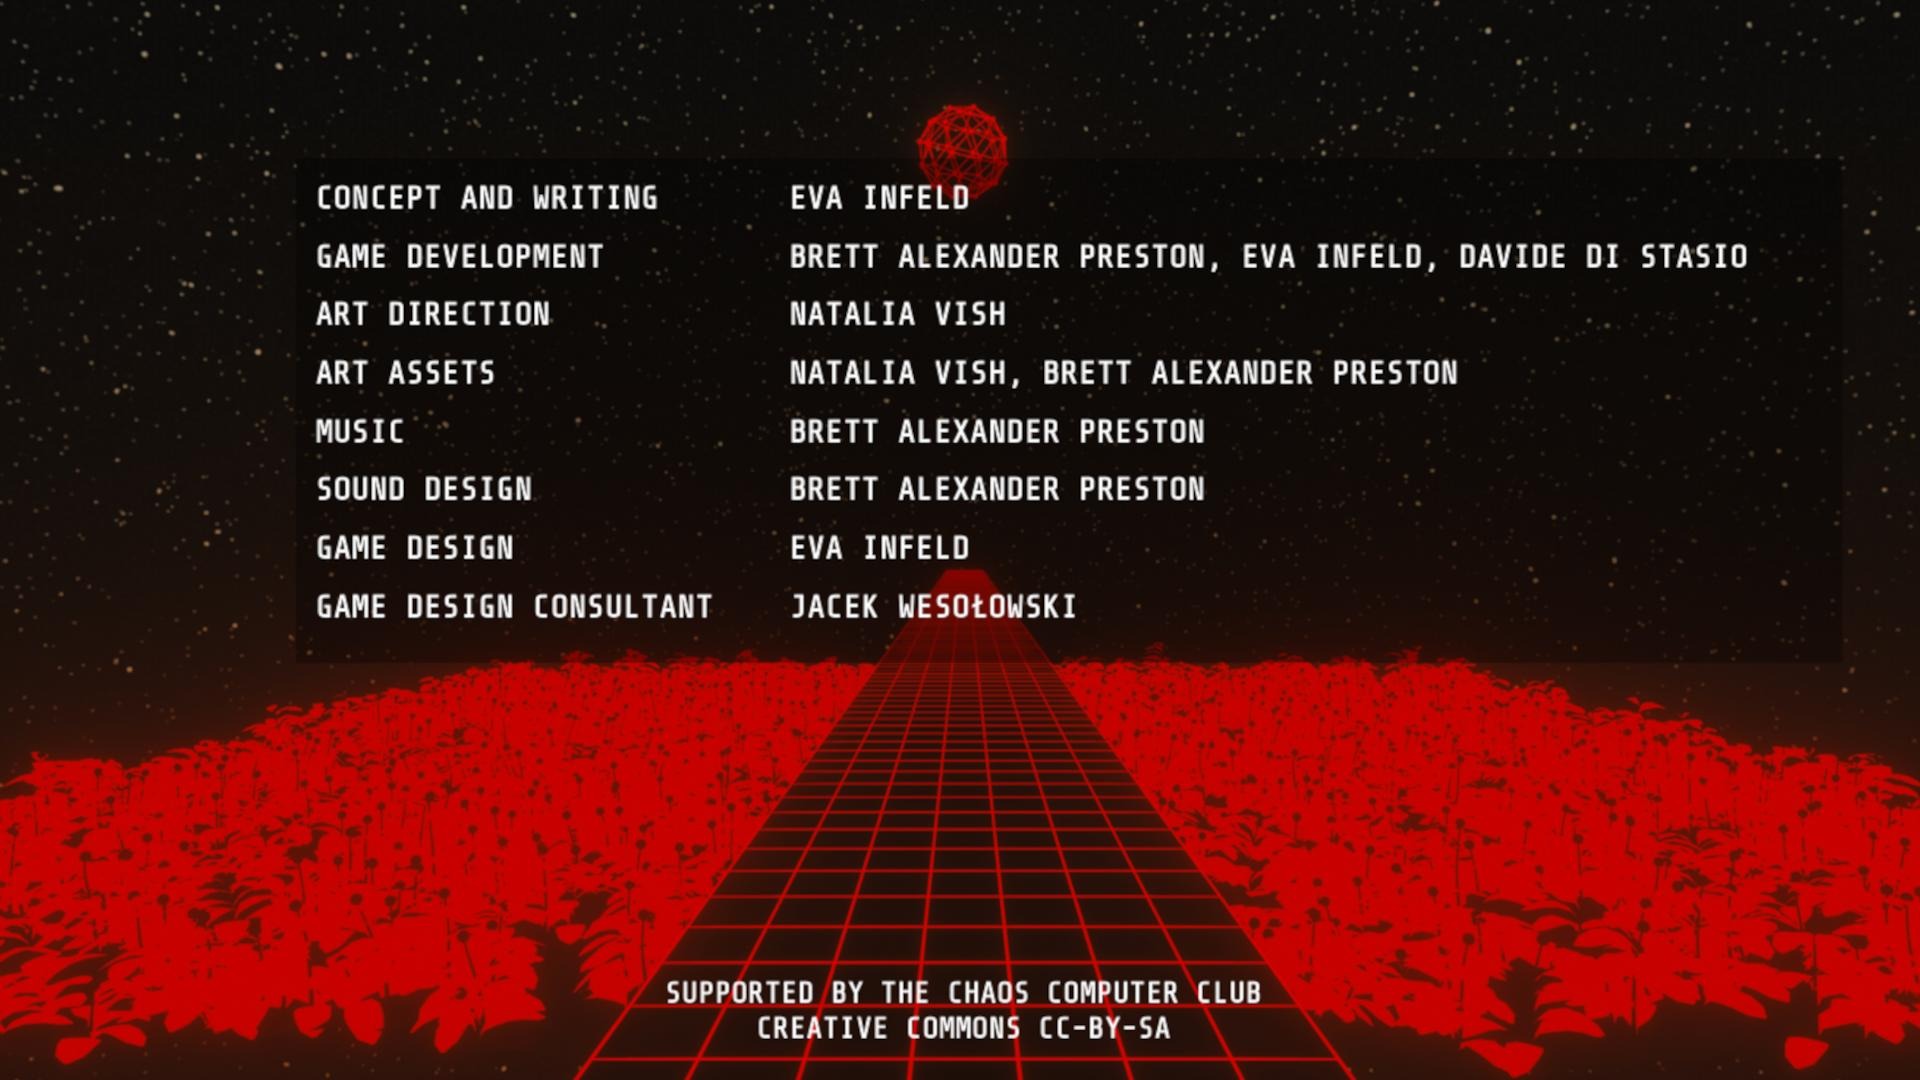 CONCEPT AND WRITING EVA INFELD
GAME DEVELOPMENT BRETT ALEXANDER PRESTON, EVA INFELD, DAVIDE DI STASIO
ART DIRECTION NATALIA VISH
ART ASSETS NATALIA VISH, BRETT ALEXANDER PRESTON
MUSIC BRETT ALEXANDER PRESTON
SOUND DESIGN BRETT ALEXANDER PRESTON
GAME DESIGN EVA INFELD
GAME DESIGN CONSULTANT JACEK WESOŁOWSKI
SUPPORTED BY THE CHAOS COMPUTER CLUB
CREATIVE COMMONS CC-BY-SA